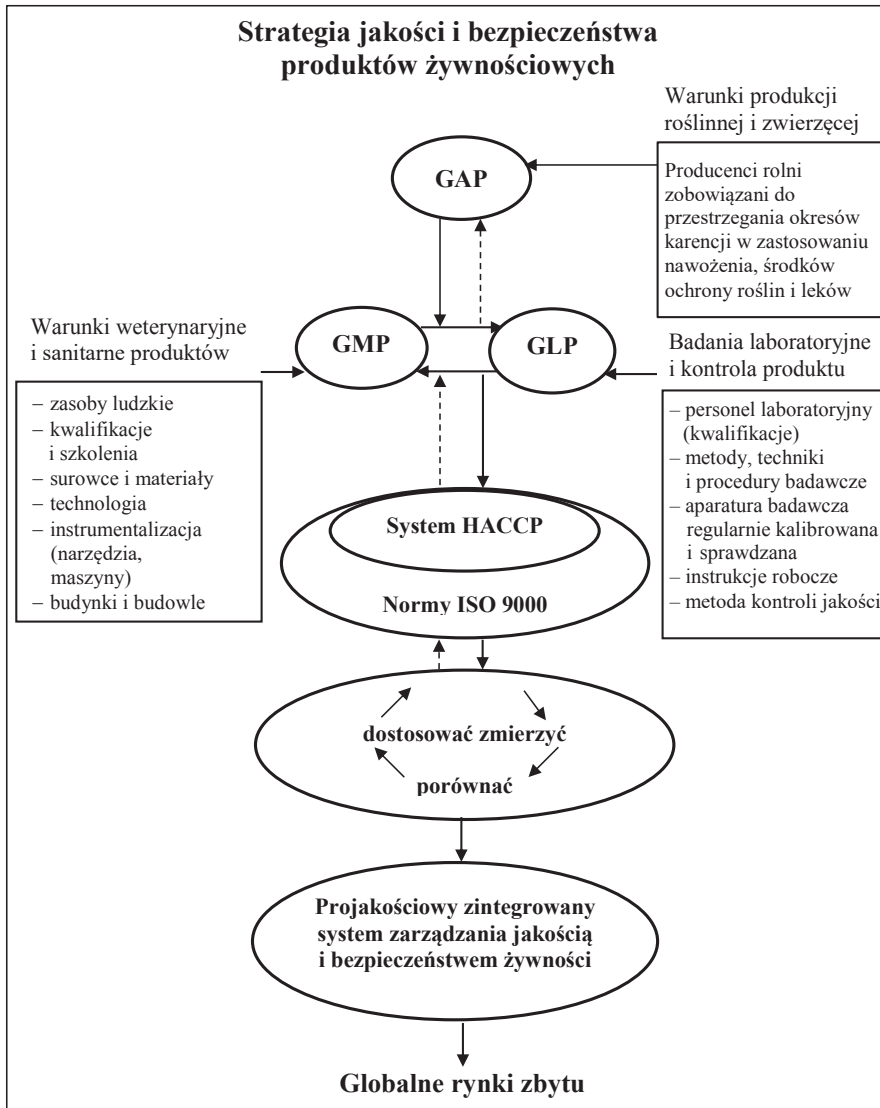 Strategia jakości i bezpieczeństwa
produktów żywnościowych
Warunki produkcji
roślinnej i zwierzęcej
GAP
Producenci rolni
zobowiązani do
przestrzegania okresów
karencji w zastosowaniu
nawożenia, środków
ochrony roślin i leków
Warunki weterynaryjne
i sanitarne produktów
GMP
GLP
Badania laboratoryjne
i kontrola produktu
– zasoby ludzkie
– kwalifikacje
i szkolenia
– surowce i materiały
– technologia
– instrumentalizacja
(narzędzia,
maszyny)
– budynki i budowle
– personel laboratoryjny
(kwalifikacje)
– metody, techniki
i procedury badawcze
– aparatura badawcza
regularnie kalibrowana
i sprawdzana
– instrukcje robocze
– metoda kontroli jakości
System HACCP
Normy ISO 9000
dostosować zmierzyć
porównać
Projakościowy zintegrowany
system zarządzania jakością
i bezpieczeństwem żywności
Globalne rynki zbytu